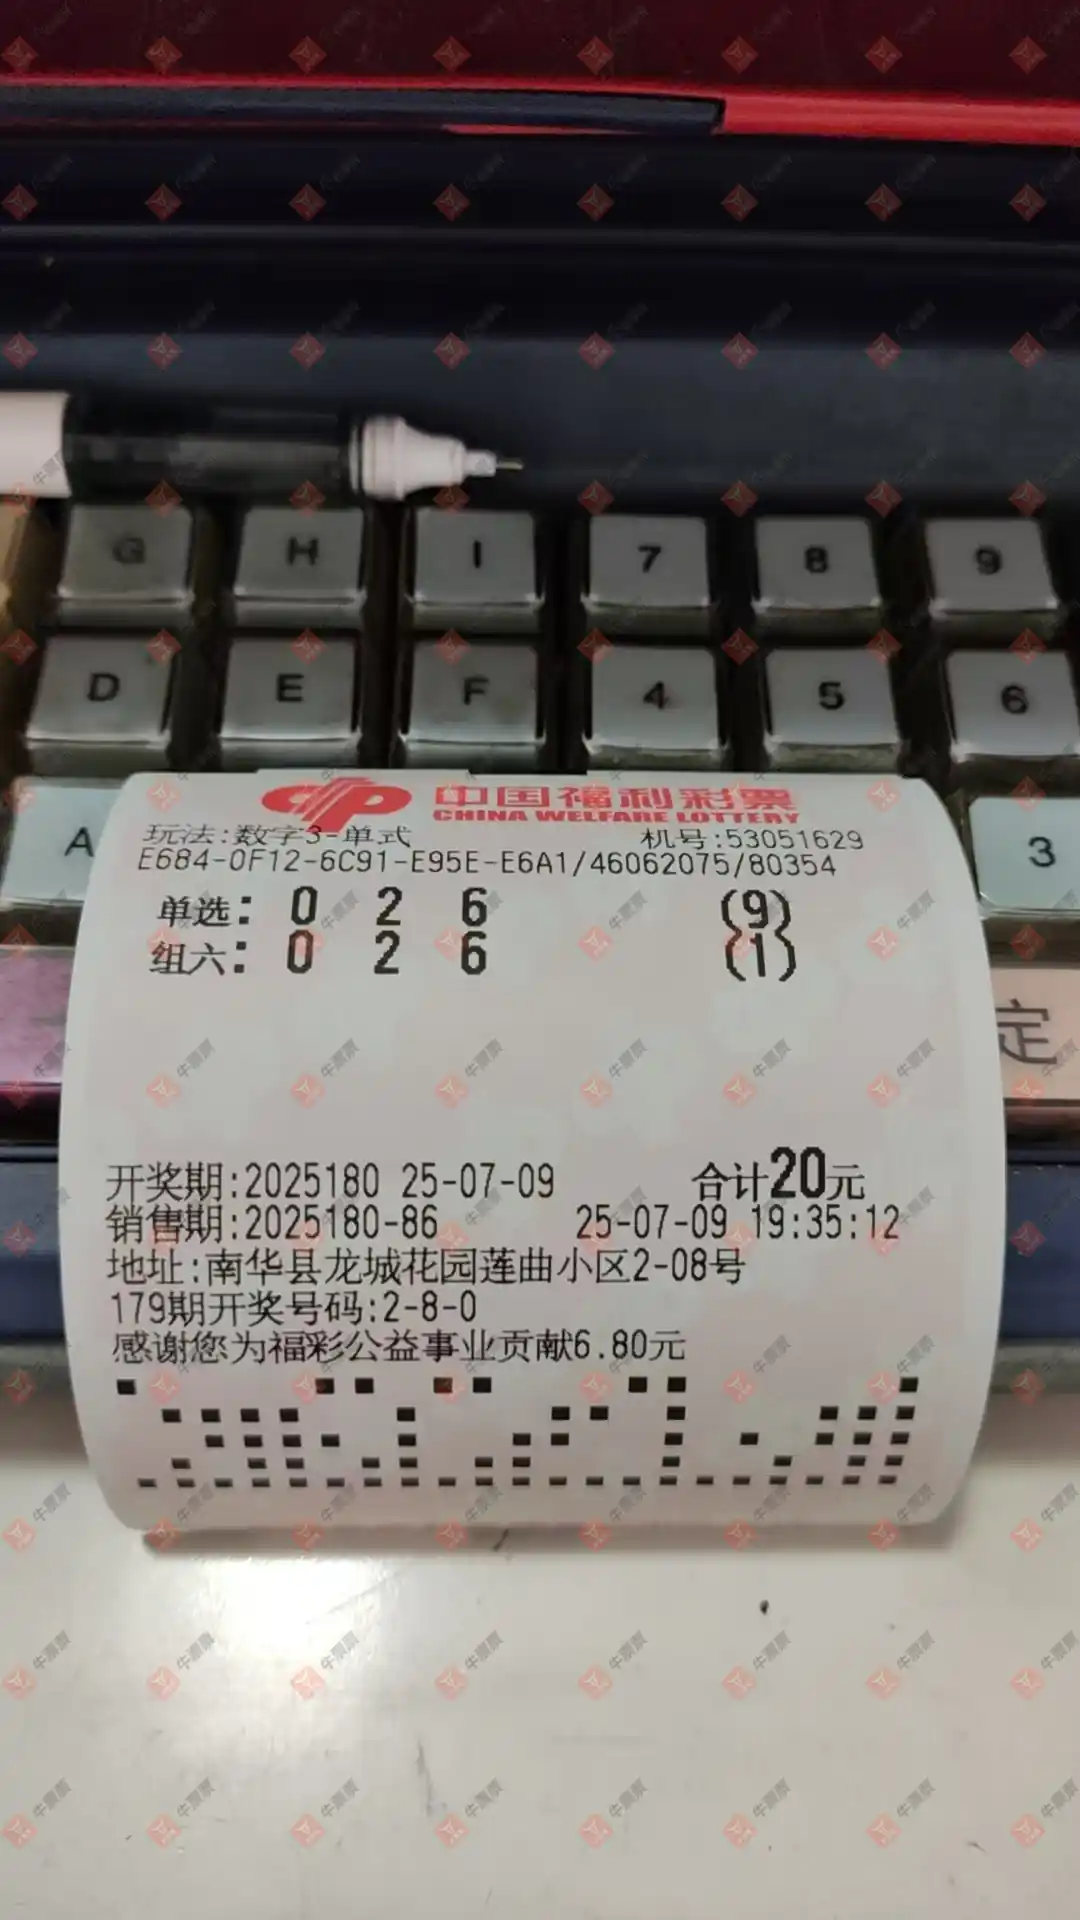 G H I 7 8 9
D E F 4 5 6
A 3
定
中国福利彩票
CHINA WELFARE LOTTERY
玩法:数字3-单式 机号:53051629
E684-0F12-6C91-E95E-E6A1/46062075/80354
单选: 0 2 6 (9)
组六: 0 2 6 (1)
开奖期:2025180 25-07-09 合计20元
销售期:2025180-86 25-07-09 19:35:12
地址:南华县龙城花园莲曲小区2-08号
179期开奖号码:2-8-0
感谢您为福彩公益事业贡献6.80元
牛票票